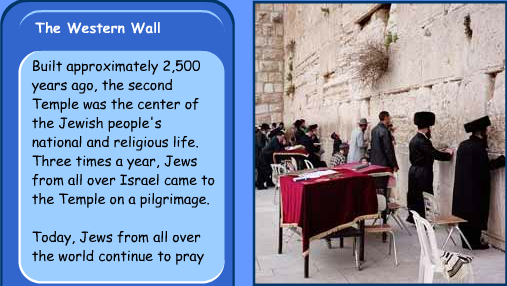 The Western Wall
Built approximately 2,500
years ago, the second
Temple was the center of
the Jewish people's
national and religious life.
Three times a year, Jews
from all over Israel came to
the Temple on a pilgrimage.
Today, Jews from all over
the world continue to pray